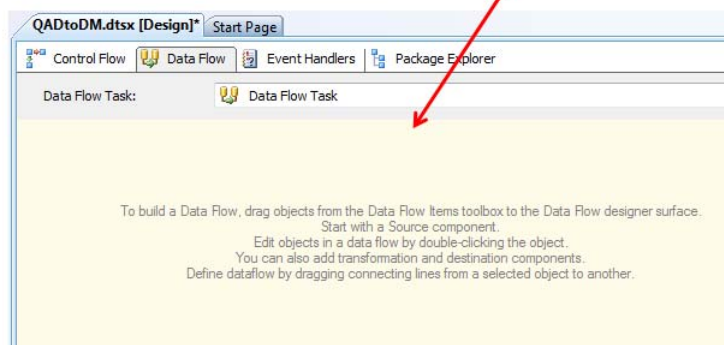 QADtoDM.dtsx [Design]* Start Page
Control Flow Data Flow Event Handlers Package Explorer
Data Flow Task: Data Flow Task
To build a Data Flow, drag objects from the Data Flow Items toolbox to the Data Flow designer surface.
Start with a Source component.
Edit objects in a data flow by double-clicking the object.
You can also add transformation and destination components.
Define dataflow by dragging connecting lines from a selected object to another.